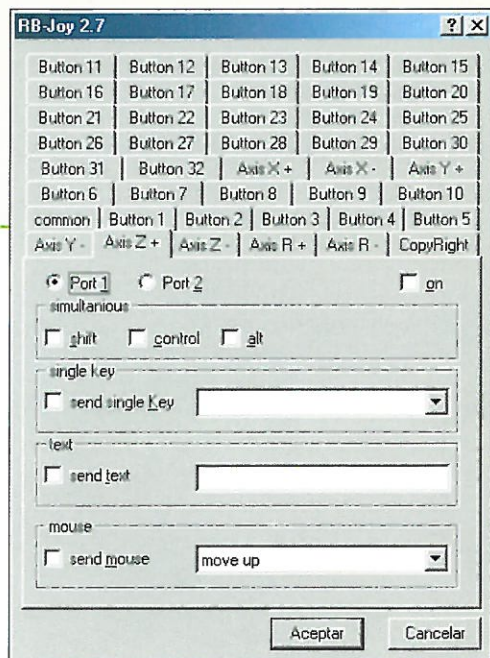 RB-Joy 2.7
Button 11 Button 12 Button 13 Button 14 Button 15
Button 16 Button 17 Button 18 Button 19 Button 20
Button 21 Button 22 Button 23 Button 24 Button 25
Button 26 Button 27 Button 28 Button 29 Button 30
Button 31 Button 32 Axis X + Axis X - Axis Y +
Button 6 Button 7 Button 8 Button 9 Button 10
common Button 1 Button 2 Button 3 Button 4 Button 5
Axis Y - Axis Z + Axis Z - Axis R + Axis R - CopyRight
Port 1 Port 2 on
simultanious
shift control alt
single key
send single Key
text
send text
mouse
send mouse move up
Aceptar Cancelar